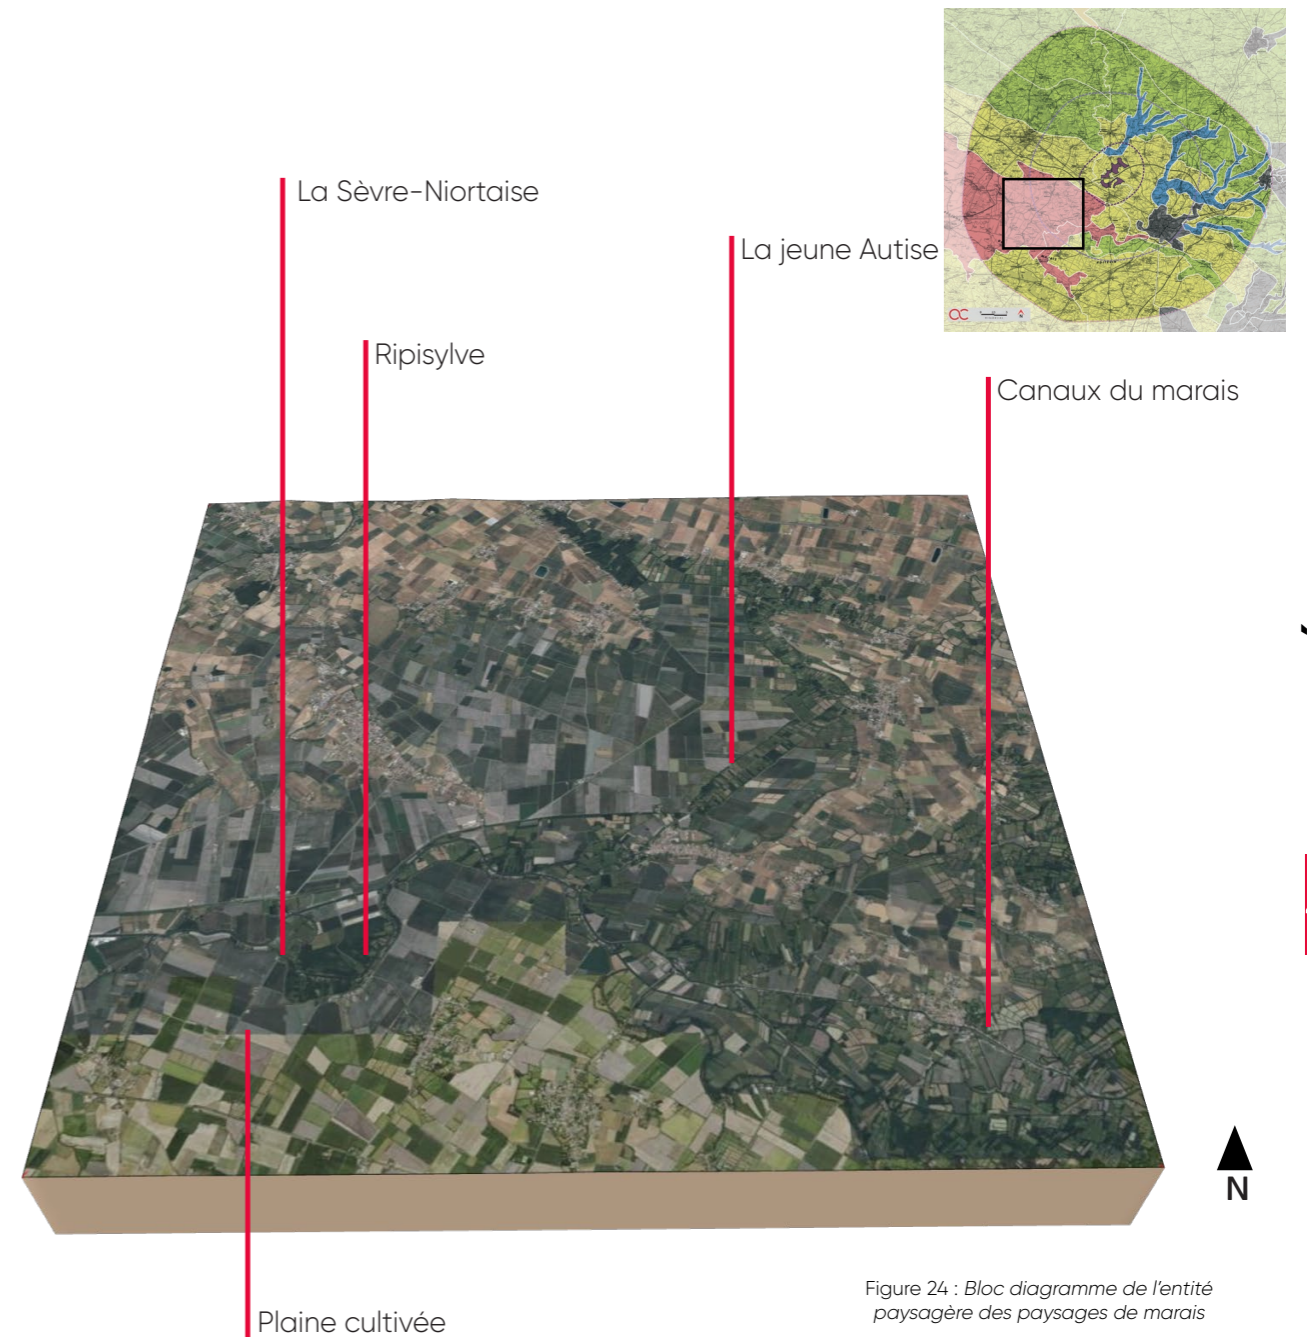 La Sèvre-Niortaise
La jeune Autise
Ripisylve
Canaux du marais
N
Figure 24 : Bloc diagramme de l'entité
paysagère des paysages de marais
Plaine cultivée